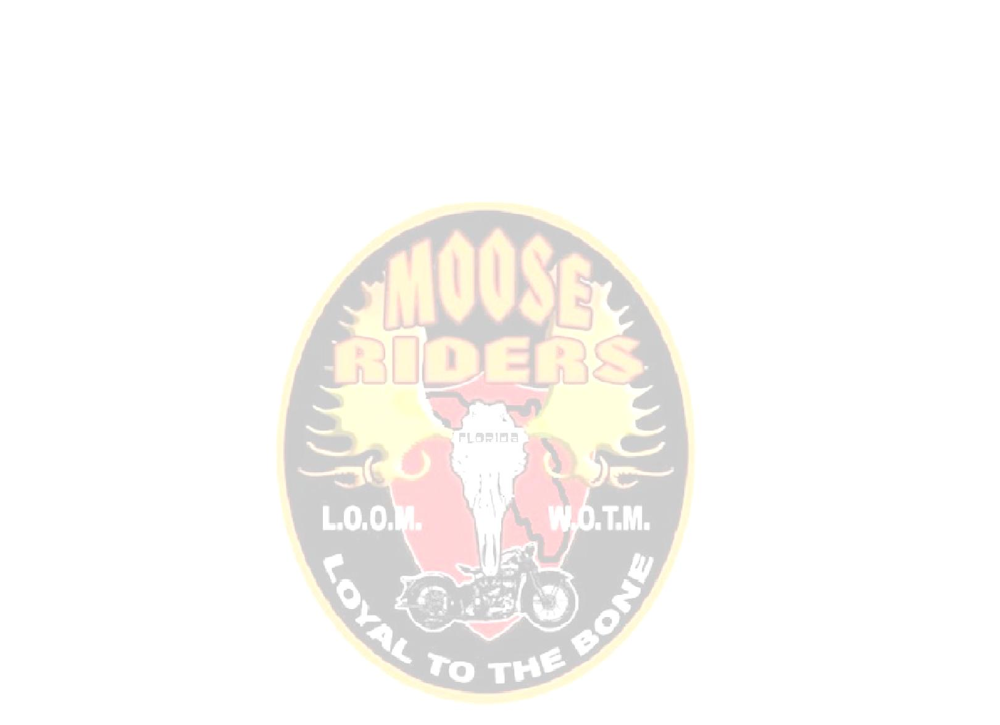 MOOSE
RIDERS
FLORIDA
L.O.O.M. W.O.T.M.
LOYAL TO THE BONE